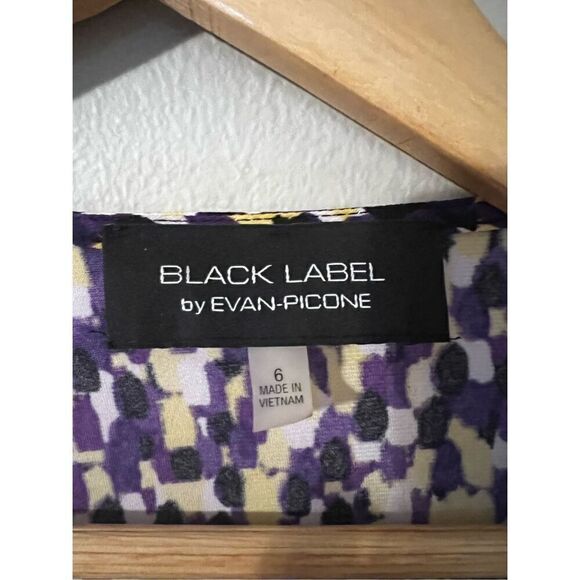 BLACK LABEL
by EVAN-PICONE
6
MADE IN
VIETNAM